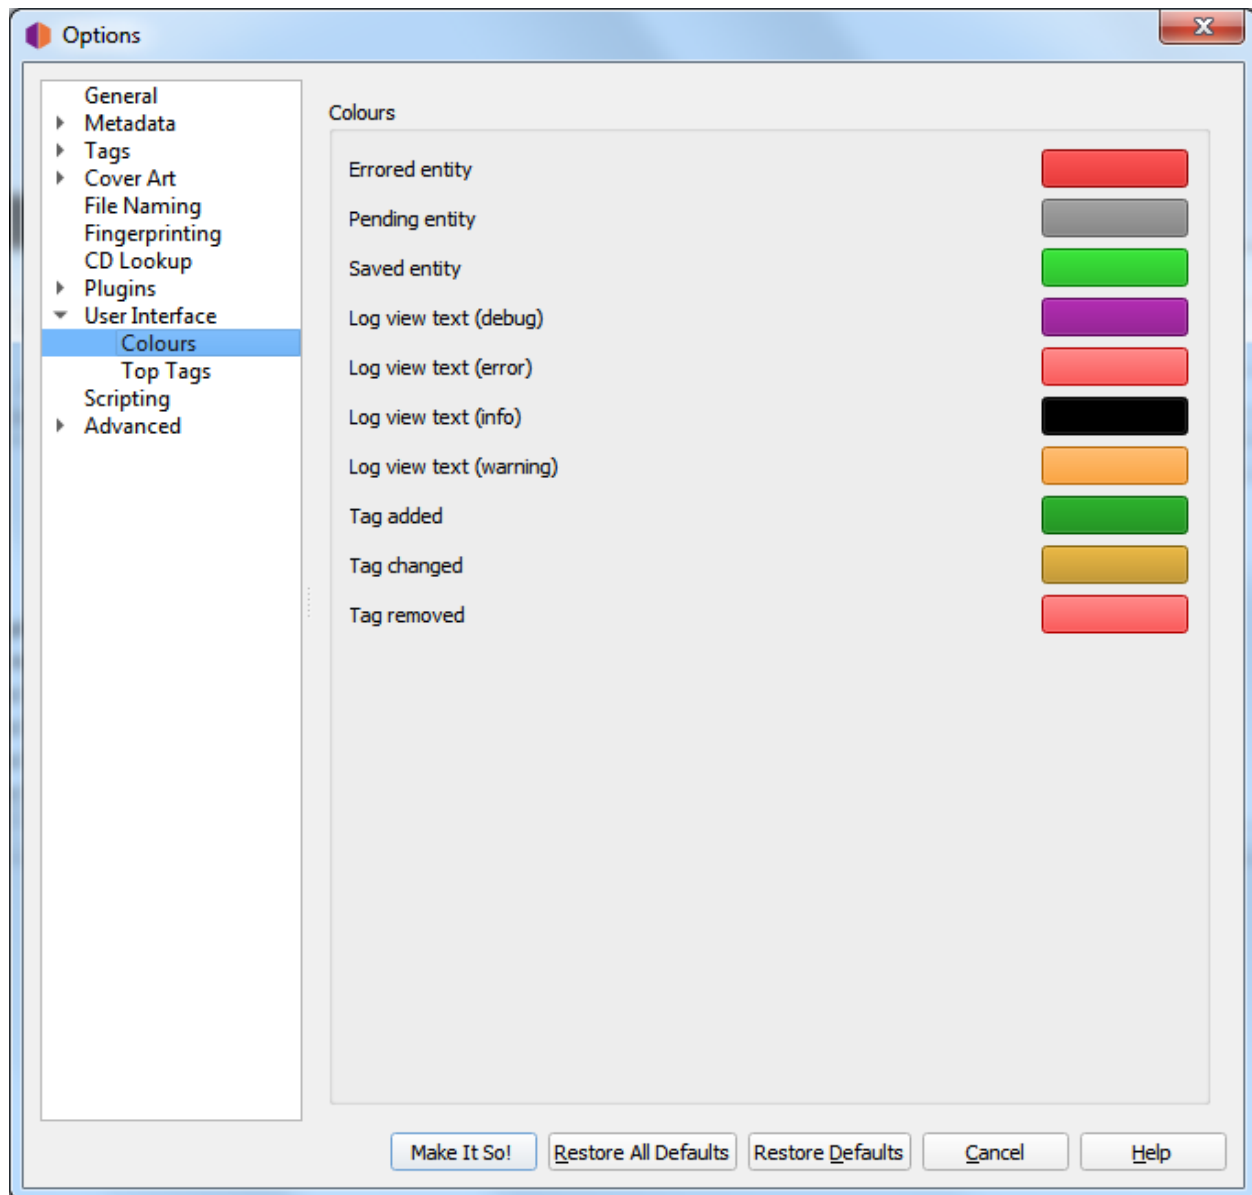 Options
General
Metadata
Tags
Cover Art
File Naming
Fingerprinting
CD Lookup
Plugins
User Interface
Colours
Top Tags
Scripting
Advanced
Colours
Errored entity
Pending entity
Saved entity
Log view text (debug)
Log view text (error)
Log view text (info)
Log view text (warning)
Tag added
Tag changed
Tag removed
Make It So! Restore All Defaults Restore Defaults Cancel Help